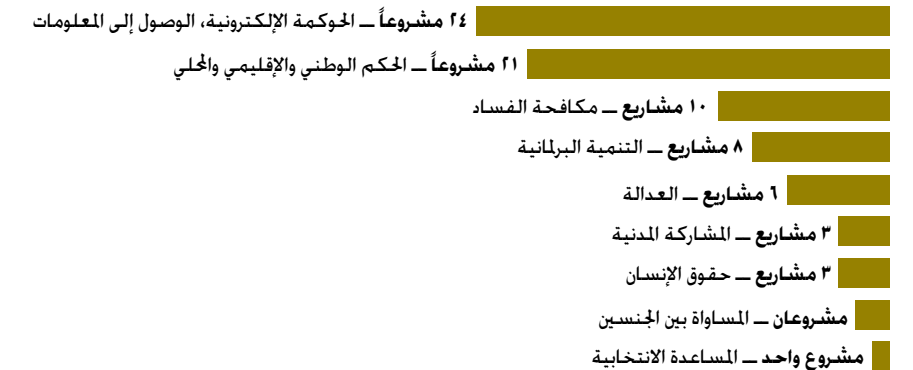 ٢٤ مشروعاً ــ الحوكمة الإلكترونية، الوصول إلى المعلومات
٢١ مشروعاً ــ الحكم الوطني والإقليمي والمحلي
١٠ مشاريع ــ مكافحة الفساد
٨ مشاريع ــ التنمية البرلمانية
٦ مشاريع ــ العدالة
٣ مشاريع ــ المشاركة المدنية
٣ مشاريع ــ حقوق الإنسان
مشروعان ــ المساواة بين الجنسين
مشروع واحد ــ المساعدة الانتخابية